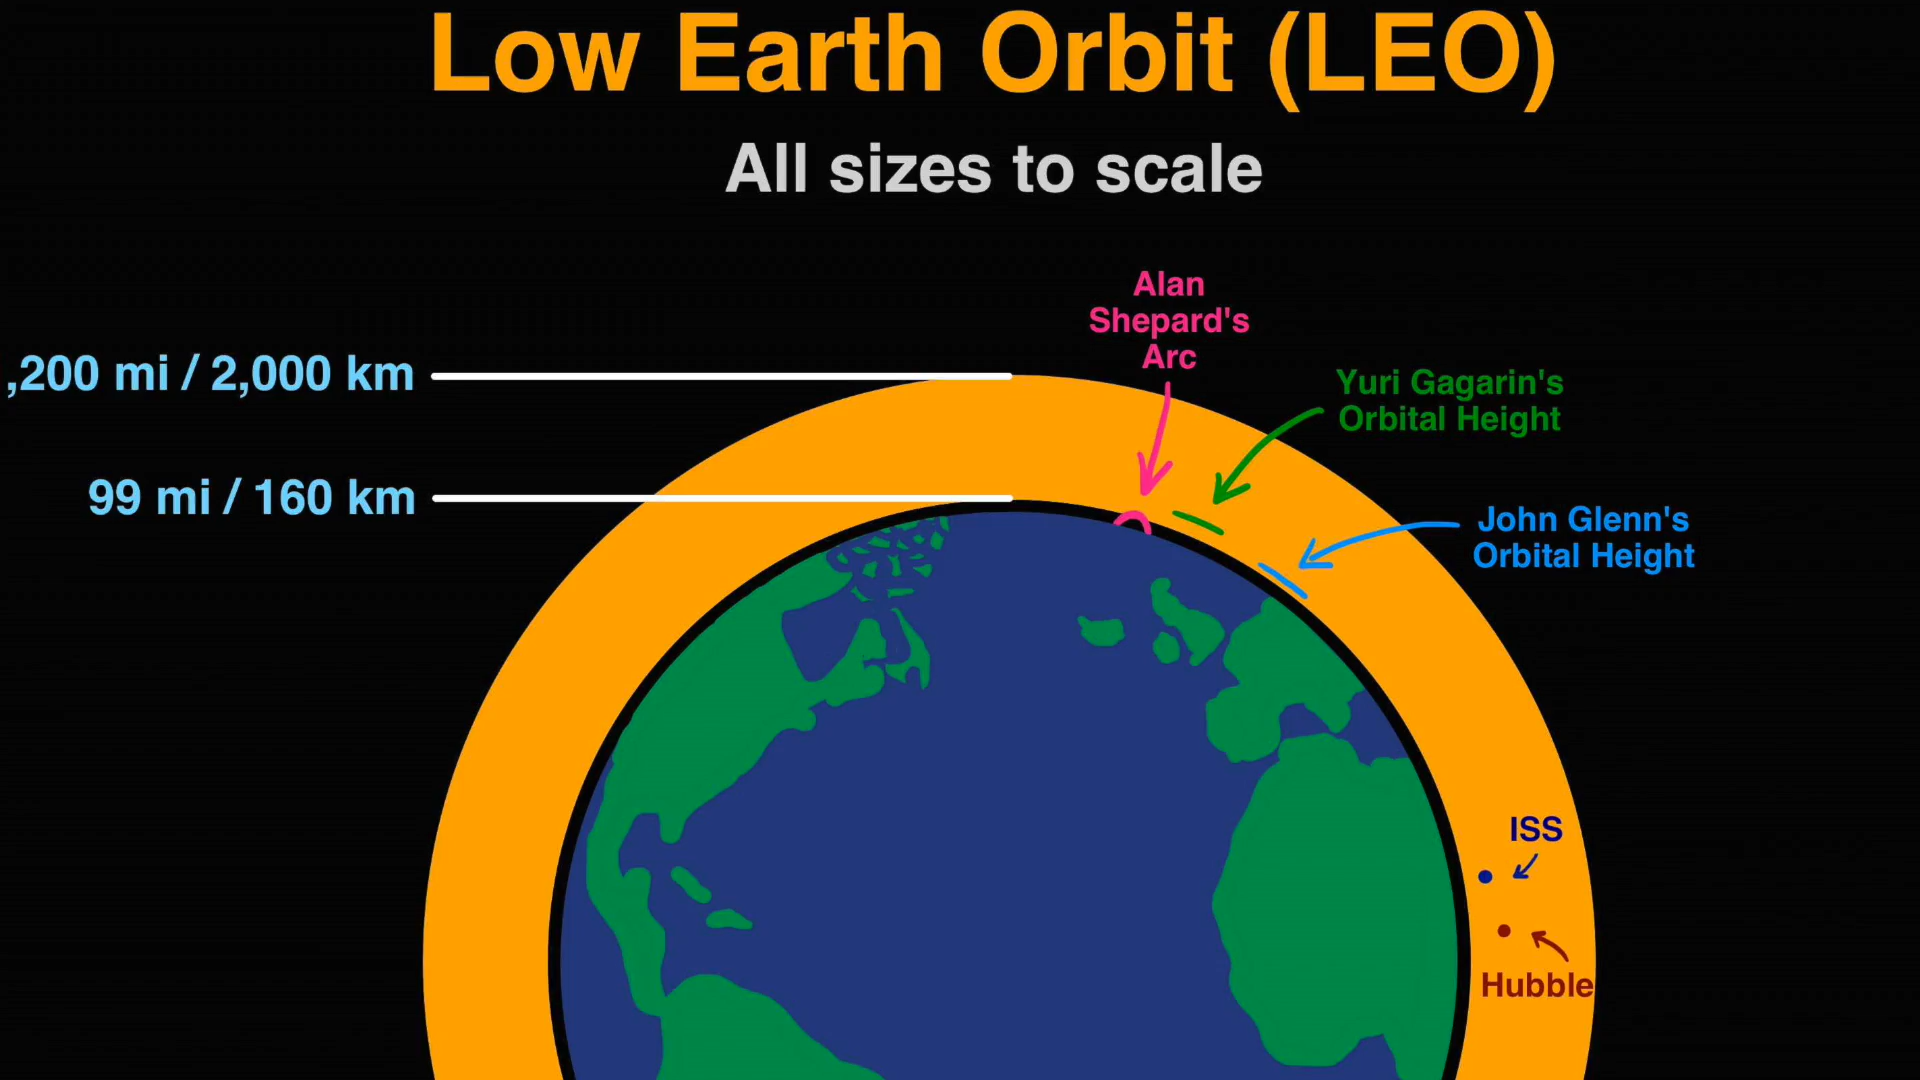 Low Earth Orbit (LEO)
All sizes to scale
Alan
Shepard's
Arc
,200 mi / 2,000 km
Yuri Gagarin's
Orbital Height
99 mi / 160 km
John Glenn's
Orbital Height
ISS
Hubble